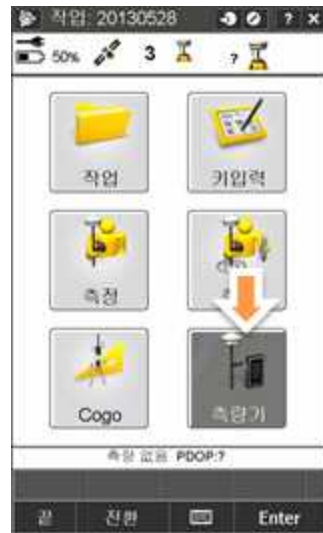 작업: 20130528 ? ×
50% 3 ?
작업 키입력
측정
Cogo 측량기
측량 없음 PDOP:?
끝 전환 Enter